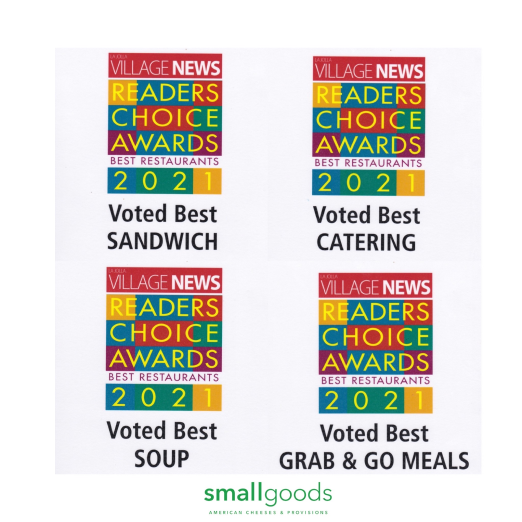 LA JOLLA
VILLAGE NEWS
READERS
CHOICE
AWARDS
BEST RESTAURANTS
2021
Voted Best
SANDWICH
LA JOLLA
VILLAGE NEWS
READERS
CHOICE
AWARDS
BEST RESTAURANTS
2021
Voted Best
CATERING
LA JOLLA
VILLAGE NEWS
READERS
CHOICE
AWARDS
BEST RESTAURANTS
2021
Voted Best
SOUP
LA JOLLA
VILLAGE NEWS
READERS
CHOICE
AWARDS
BEST RESTAURANTS
2021
Voted Best
GRAB & GO MEALS
smallgoods
AMERICAN CHEESES & PROVISIONS